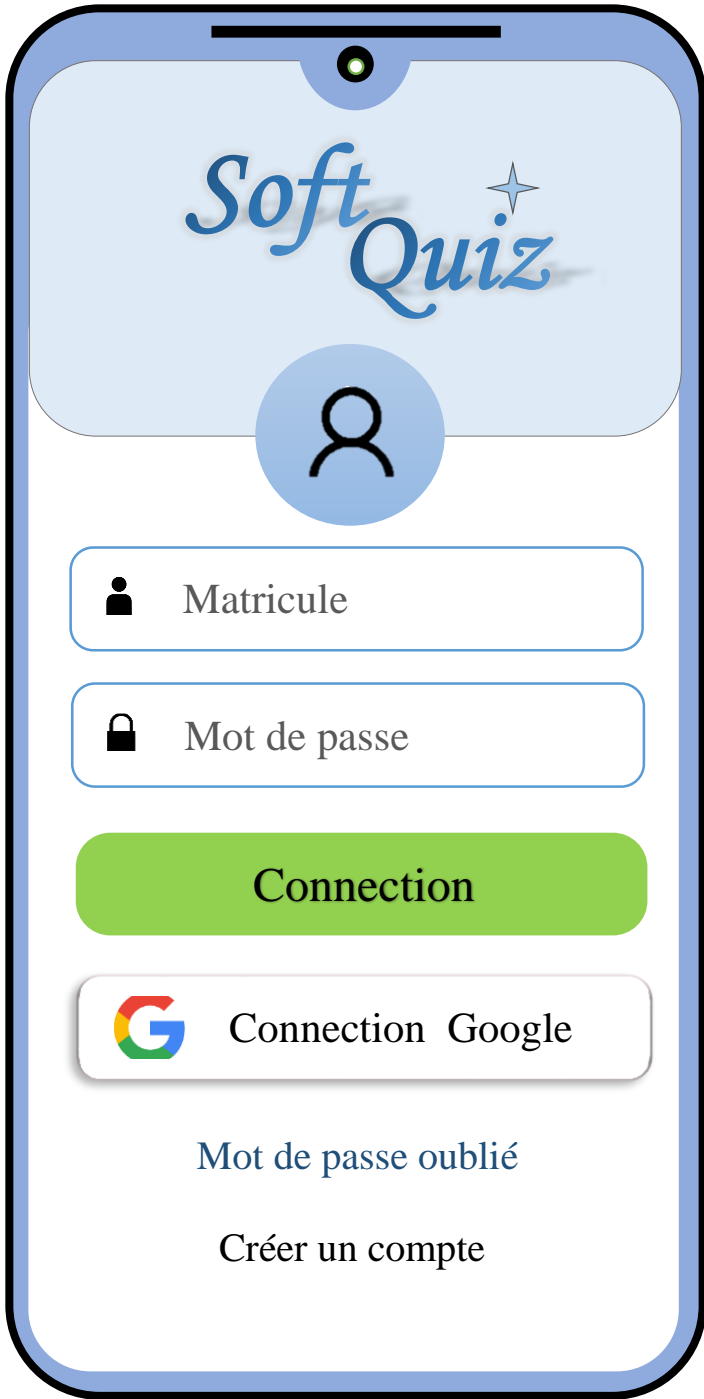 Soft
Quiz
Matricule
Mot de passe
Connection
Connection Google
Mot de passe oublié
Créer un compte